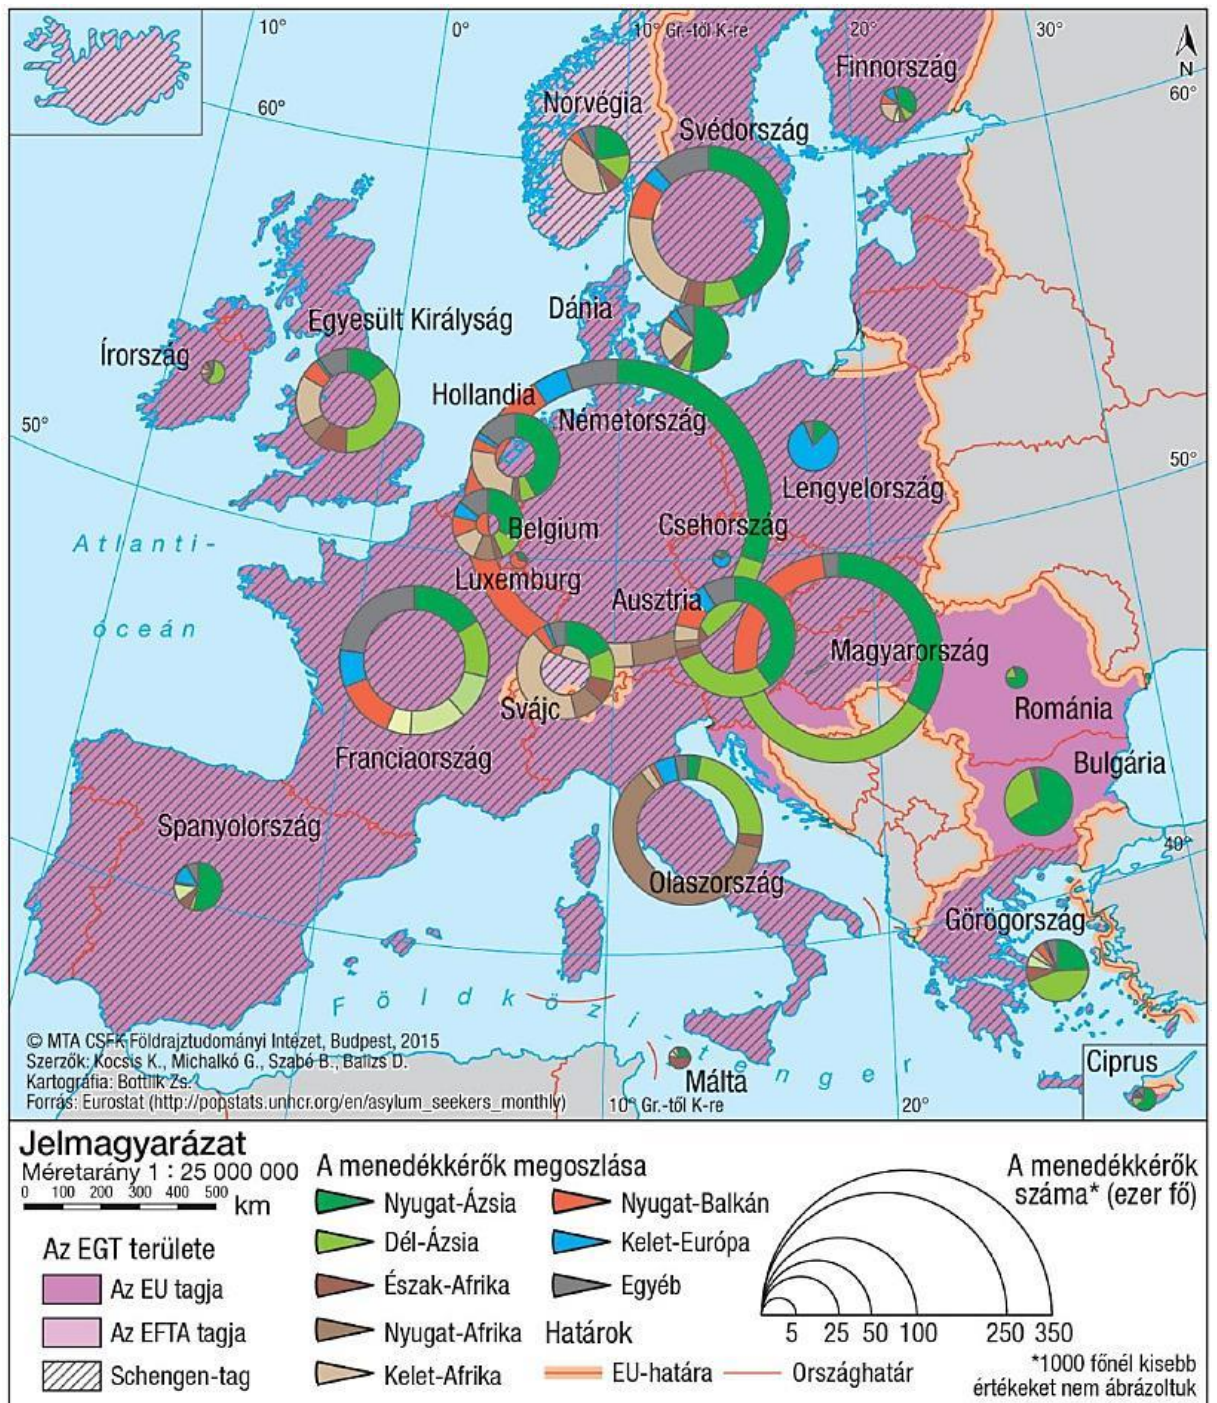 10°
0°
10° Gr.-től K-re
20°
30°
N
60°
60°
Finnország
Norvégia
Svédország
Dánia
Egyesült Királyság
Írország
Hollandia
Németország
50°
50°
Lengyelország
Csehország
Belgium
Luxemburg
Atlanti-
óceán
Ausztria
Magyarország
Svájc
Románia
Franciaország
Bulgária
Spanyolország
40°
Olaszország
Görögország
Földközi-tenger
Málta
Ciprus
© MTA CSFK Földrajztudományi Intézet, Budpest, 2015
Szerzők: Kocsis K., Michalkó G., Szabó B., Balizs D.
Kartográfia: Bottlik Zs.
Forrás: Eurostat (http://popstats.unhcr.org/en/asylum_seekers_monthly)
10° Gr.-től K-re
20°
Jelmagyarázat
Méretarány 1 : 25 000 000
0 100 200 300 400 500 km
Az EGT területe
Az EU tagja
Az EFTA tagja
Schengen-tag
A menedékkérők megoszlása
Nyugat-Ázsia
Dél-Ázsia
Észak-Afrika
Nyugat-Afrika
Kelet-Afrika
Nyugat-Balkán
Kelet-Európa
Egyéb
Határok
EU-határa
Országhatár
A menedékkérők
száma* (ezer fő)
5 25 50 100 250 350
*1000 főnél kisebb
értékeket nem ábrázoltuk